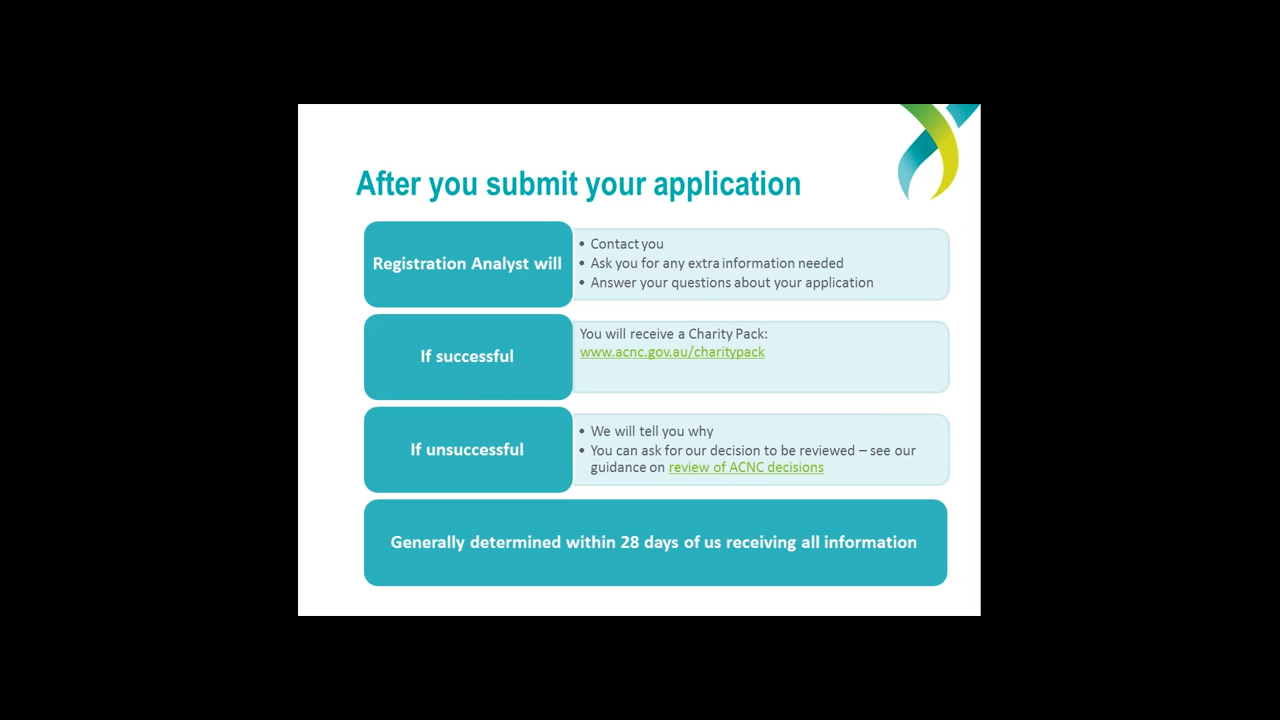 After you submit your application
Registration Analyst will
• Contact you
• Ask you for any extra information needed
• Answer your questions about your application
If successful
You will receive a Charity Pack:
www.acnc.gov.au/charitypack
If unsuccessful
• We will tell you why
• You can ask for our decision to be reviewed – see our
guidance on review of ACNC decisions
Generally determined within 28 days of us receiving all information